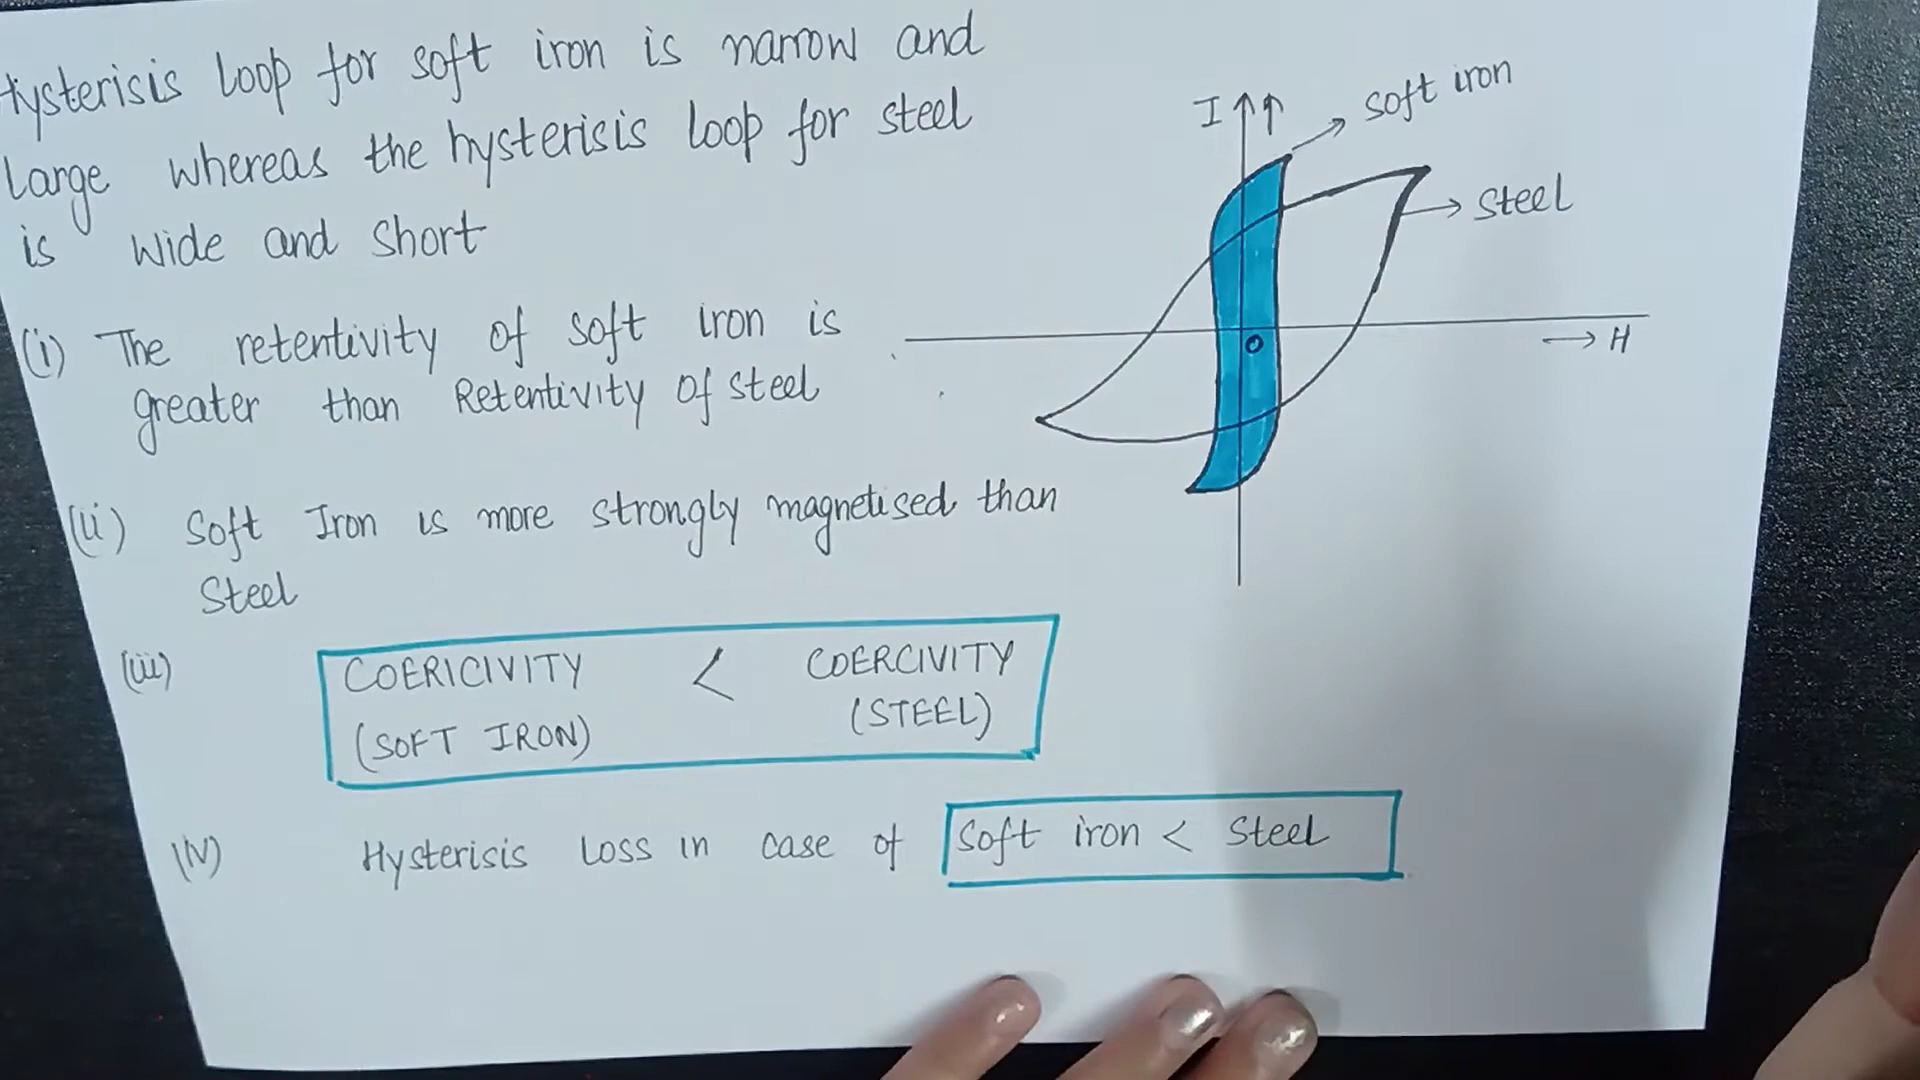 Hysterisis loop for soft iron is narrow and
large whereas the hysterisis loop for steel
is wide and short
(i) The retentivity of soft iron is
greater than Retentivity of steel
(ii) Soft Iron is more strongly magnetised than
Steel
(iii) COERICIVITY < COERCIVITY
(SOFT IRON) (STEEL)
(IV) Hysterisis Loss in case of Soft iron < Steel
I
soft iron
steel
O
H